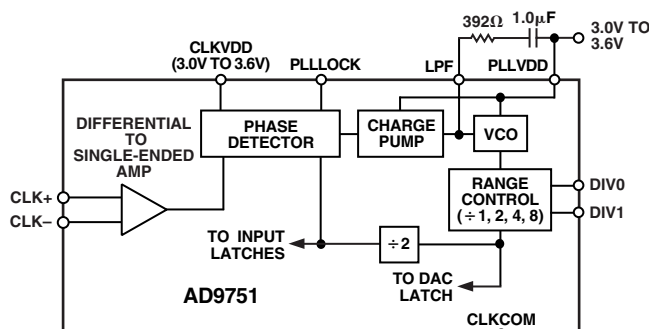 392Ω 1.0µF
3.0V TO
3.6V
CLKVDD
(3.0V TO 3.6V)
PLLLOCK
LPF
PLLVDD
DIFFERENTIAL
TO
SINGLE-ENDED
AMP
PHASE
DETECTOR
CHARGE
PUMP
VCO
CLK+
CLK–
RANGE
CONTROL
(÷1, 2, 4, 8)
DIV0
DIV1
TO INPUT
LATCHES
÷2
TO DAC
LATCH
AD9751
CLKCOM